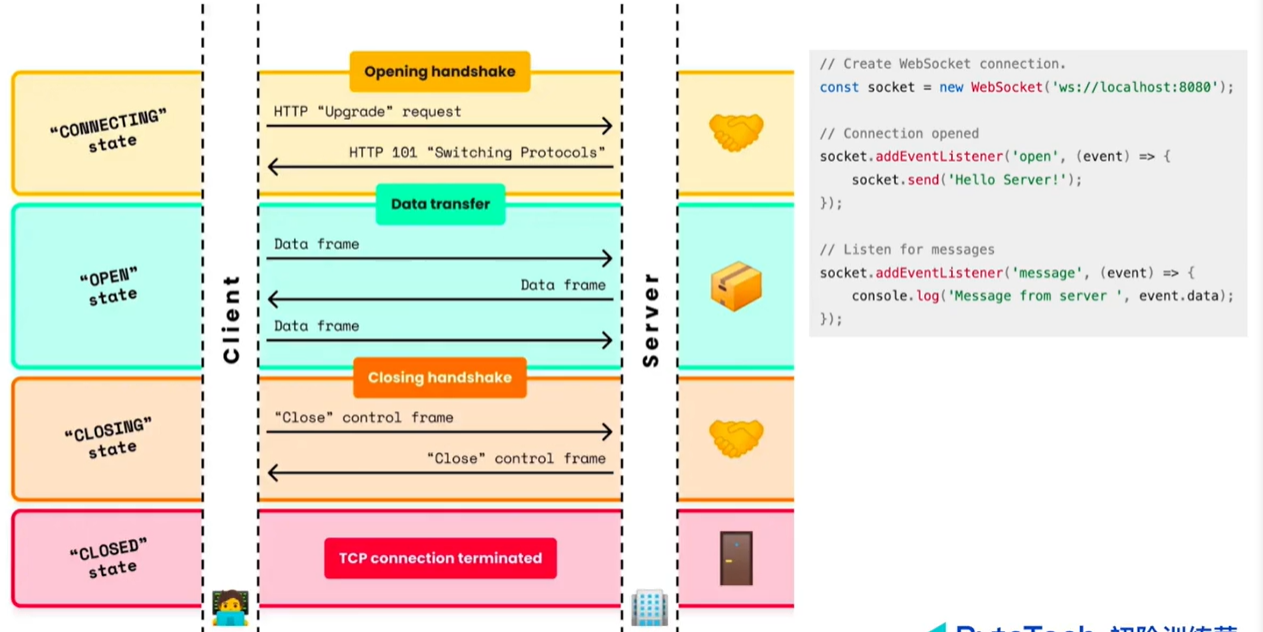 Opening handshake
“CONNECTING”
state
HTTP “Upgrade” request
HTTP 101 “Switching Protocols”
Data transfer
“OPEN”
state
Data frame
Data frame
Data frame
Client
Server
Closing handshake
“CLOSING”
state
“Close” control frame
“Close” control frame
“CLOSED”
state
TCP connection terminated
// Create WebSocket connection.
const socket = new WebSocket('ws://localhost:8080');
// Connection opened
socket.addEventListener('open', (event) => {
    socket.send('Hello Server!');
});
// Listen for messages
socket.addEventListener('message', (event) => {
    console.log('Message from server ', event.data);
});